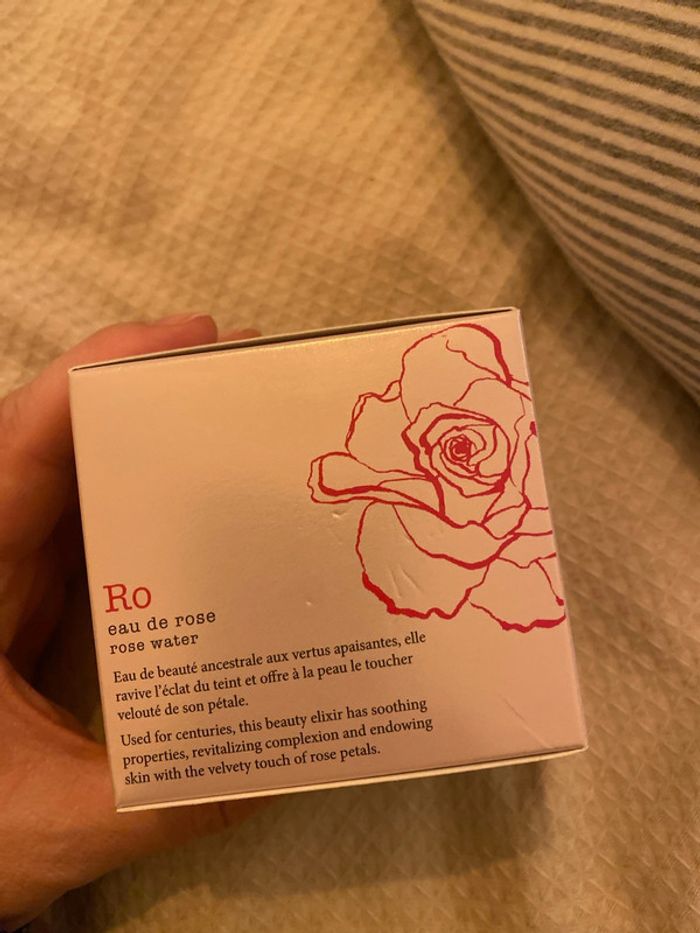 Ro
eau de rose
rose water
Eau de beauté ancestrale aux vertus apaisantes, elle
ravive l'éclat du teint et offre à la peau le toucher
velouté de son pétale.
Used for centuries, this beauty elixir has soothing
properties, revitalizing complexion and endowing
skin with the velvety touch of rose petals.